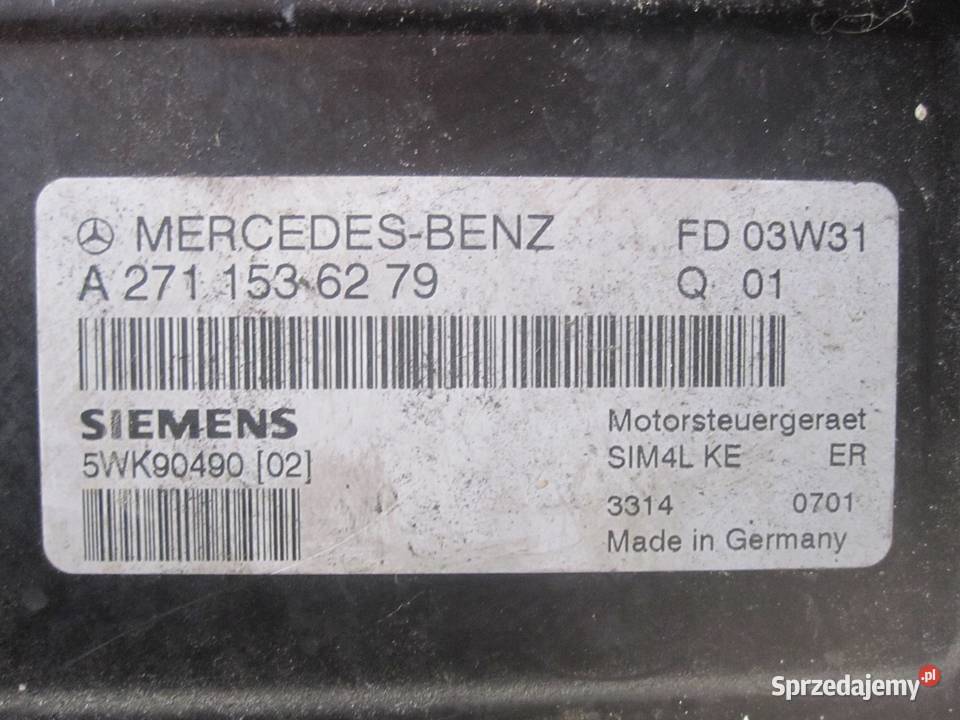 MERCEDES-BENZ FD 03W31
A 271 153 62 79 Q 01
SIEMENS Motorsteuergeraet
5WK90490 [02] SIM4L KE ER
3314 0701
Made in Germany
Sprzedajemy.pl